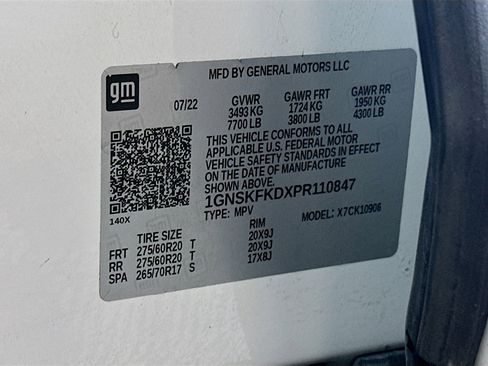 gm
MFD BY GENERAL MOTORS LLC
07/22 GVWR GAWR FRT GAWR RR
3493 KG 1724 KG 1950 KG
7700 LB 3800 LB 4300 LB
THIS VEHICLE CONFORMS TO ALL
APPLICABLE U.S. FEDERAL MOTOR
VEHICLE SAFETY STANDARDS IN EFFECT
ON THE DATE OF MANUFACTURE
SHOWN ABOVE.
1GNSKFKDXPR110847
140X TYPE: MPV MODEL: X7CK10906
TIRE SIZE RIM
FRT 275/60R20 T 20X9J
RR 275/60R20 T 20X9J
SPA 265/70R17 S 17X8J